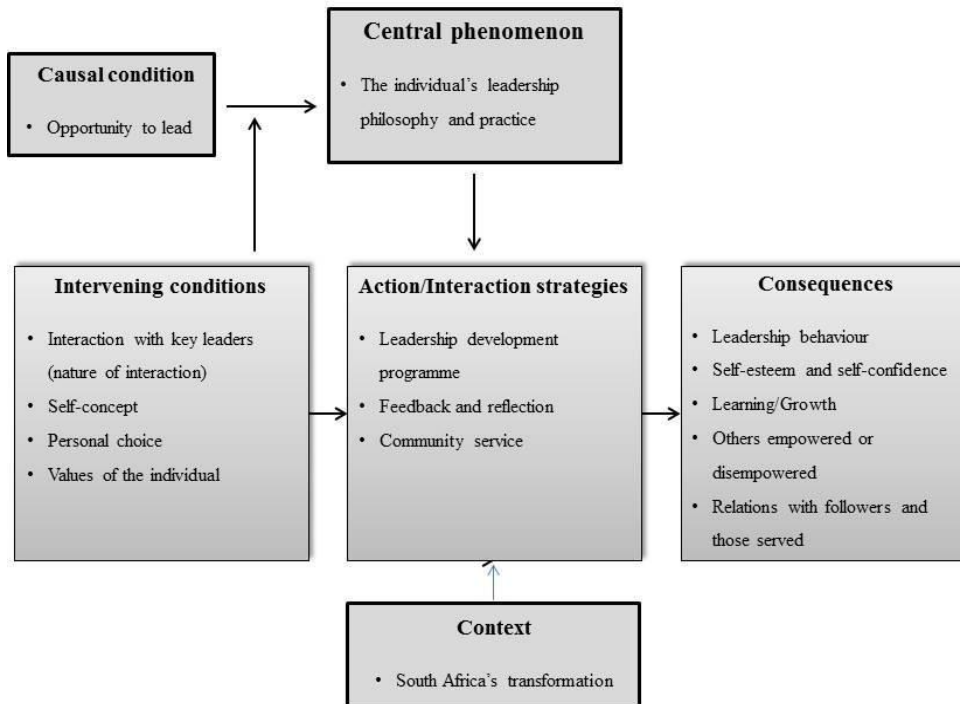 Causal condition
• Opportunity to lead
Central phenomenon
• The individual's leadership
philosophy and practice
Intervening conditions
• Interaction with key leaders
(nature of interaction)
• Self-concept
• Personal choice
• Values of the individual
Action/Interaction strategies
• Leadership development
programme
• Feedback and reflection
• Community service
Consequences
• Leadership behaviour
• Self-esteem and self-confidence
• Learning/Growth
• Others empowered or
disempowered
• Relations with followers and
those served
Context
• South Africa's transformation